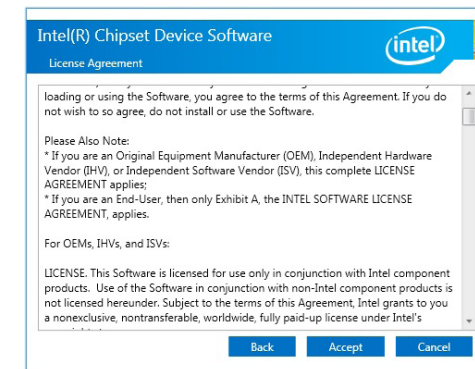 Intel(R) Chipset Device Software
License Agreement
intel
loading or using the Software, you agree to the terms of this Agreement. If you do
not wish to so agree, do not install or use the Software.
Please Also Note:
* If you are an Original Equipment Manufacturer (OEM), Independent Hardware
Vendor (IHV), or Independent Software Vendor (ISV), this complete LICENSE
AGREEMENT applies;
* If you are an End-User, then only Exhibit A, the INTEL SOFTWARE LICENSE
AGREEMENT, applies.
For OEMs, IHVs, and ISVs:
LICENSE. This Software is licensed for use only in conjunction with Intel component
products. Use of the Software in conjunction with non-Intel component products is
not licensed hereunder. Subject to the terms of this Agreement, Intel grants to you
a nonexclusive, nontransferable, worldwide, fully paid-up license under Intel's
Back Accept Cancel